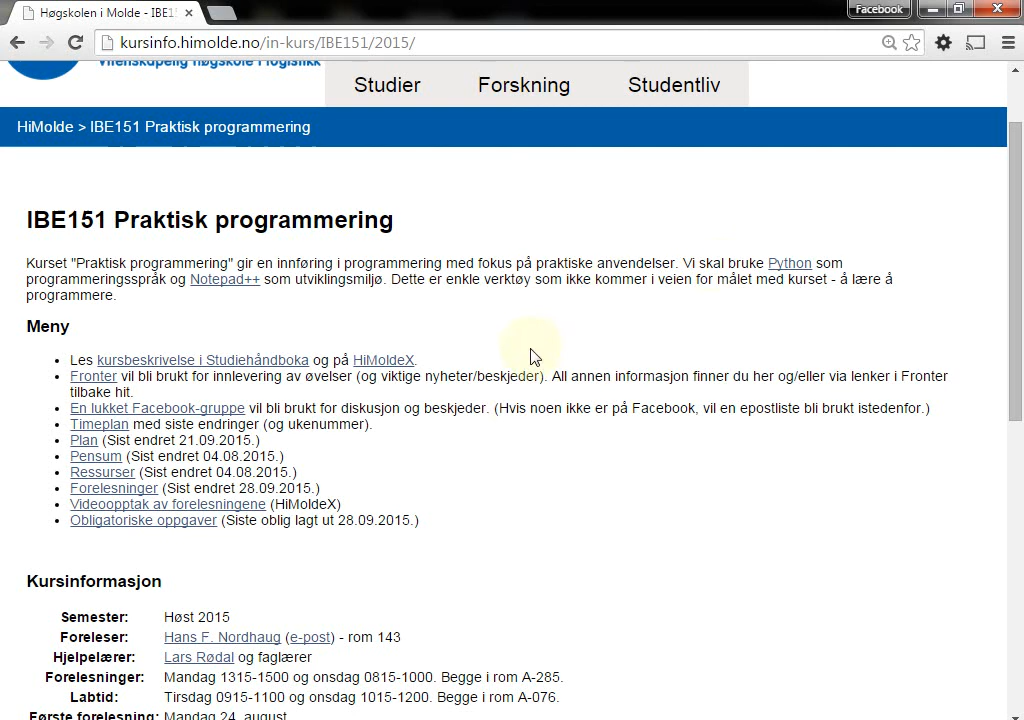 Høgskolen i Molde - IBE15
Facebook
kursinfo.himolde.no/in-kurs/IBE151/2015/
Vitenskapelig høgskole i logistikk
Studier
Forskning
Studentliv
HiMolde > IBE151 Praktisk programmering
IBE151 Praktisk programmering
Kurset "Praktisk programmering" gir en innføring i programmering med fokus på praktiske anvendelser. Vi skal bruke Python som
programmeringsspråk og Notepad++ som utviklingsmiljø. Dette er enkle verktøy som ikke kommer i veien for målet med kurset - å lære å
programmere.
Meny
• Les kursbeskrivelse i Studiehåndboka og på HiMoldeX.
• Fronter vil bli brukt for innlevering av øvelser (og viktige nyheter/beskjeder). All annen informasjon finner du her og/eller via lenker i Fronter
tilbake hit.
• En lukket Facebook-gruppe vil bli brukt for diskusjon og beskjeder. (Hvis noen ikke er på Facebook, vil en epostliste bli brukt istedenfor.)
• Timeplan med siste endringer (og ukenummer).
• Plan (Sist endret 21.09.2015.)
• Pensum (Sist endret 04.08.2015.)
• Ressurser (Sist endret 04.08.2015.)
• Forelesninger (Sist endret 28.09.2015.)
• Videoopptak av forelesningene (HiMoldeX)
• Obligatoriske oppgaver (Siste oblig lagt ut 28.09.2015.)
Kursinformasjon
Semester: Høst 2015
Foreleser: Hans F. Nordhaug (e-post) - rom 143
Hjelpelærer: Lars Rødal og faglærer
Forelesninger: Mandag 1315-1500 og onsdag 0815-1000. Begge i rom A-285.
Labtid: Tirsdag 0915-1100 og onsdag 1015-1200. Begge i rom A-076.
Første forelesning: Mandag 24. august